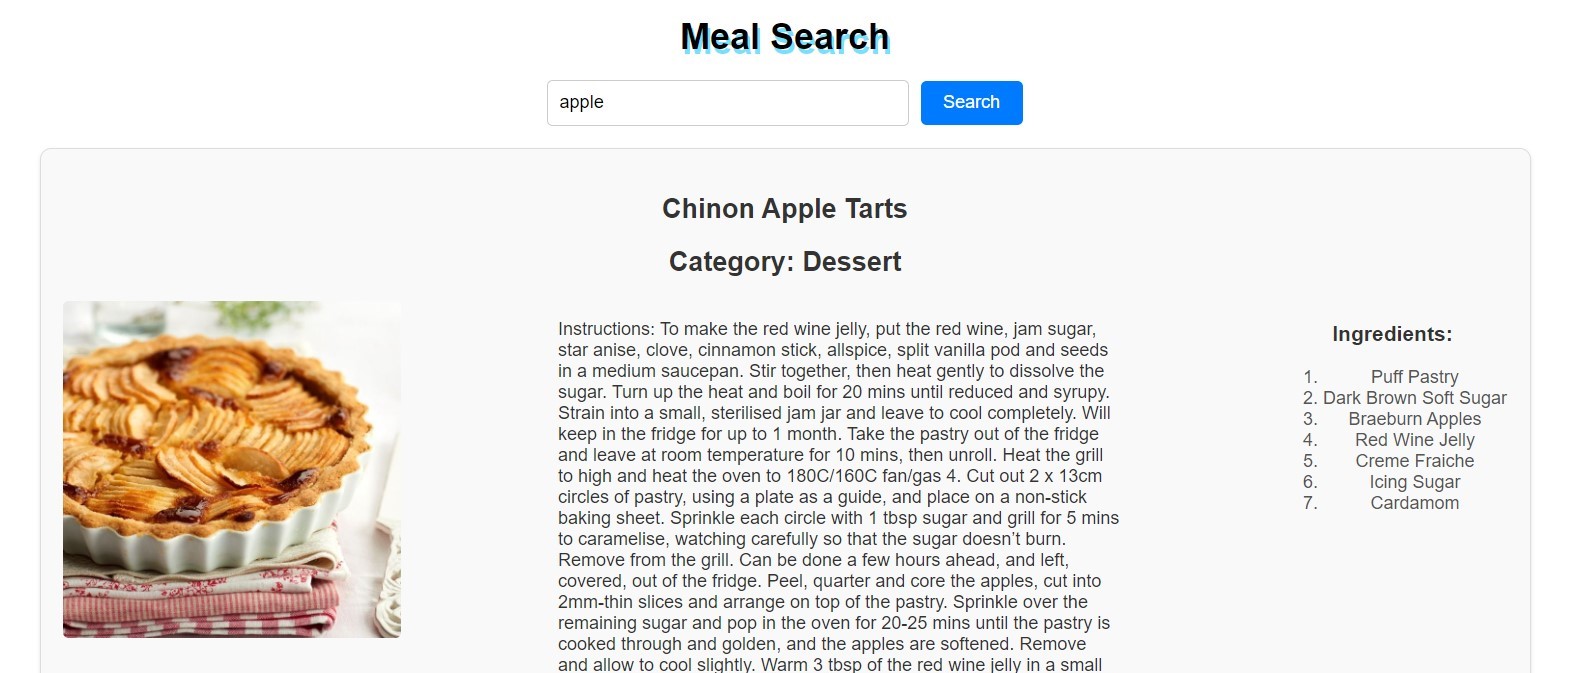 Meal Search
apple
Search
Chinon Apple Tarts
Category: Dessert
Instructions: To make the red wine jelly, put the red wine, jam sugar,
star anise, clove, cinnamon stick, allspice, split vanilla pod and seeds
in a medium saucepan. Stir together, then heat gently to dissolve the
sugar. Turn up the heat and boil for 20 mins until reduced and syrupy.
Strain into a small, sterilised jam jar and leave to cool completely. Will
keep in the fridge for up to 1 month. Take the pastry out of the fridge
and leave at room temperature for 10 mins, then unroll. Heat the grill
to high and heat the oven to 180C/160C fan/gas 4. Cut out 2 x 13cm
circles of pastry, using a plate as a guide, and place on a non-stick
baking sheet. Sprinkle each circle with 1 tbsp sugar and grill for 5 mins
to caramelise, watching carefully so that the sugar doesn’t burn.
Remove from the grill. Can be done a few hours ahead, and left,
covered, out of the fridge. Peel, quarter and core the apples, cut into
2mm-thin slices and arrange on top of the pastry. Sprinkle over the
remaining sugar and pop in the oven for 20-25 mins until the pastry is
cooked through and golden, and the apples are softened. Remove
and allow to cool slightly. Warm 3 tbsp of the red wine jelly in a small
Ingredients:
1. Puff Pastry
2. Dark Brown Soft Sugar
3. Braeburn Apples
4. Red Wine Jelly
5. Creme Fraiche
6. Icing Sugar
7. Cardamom